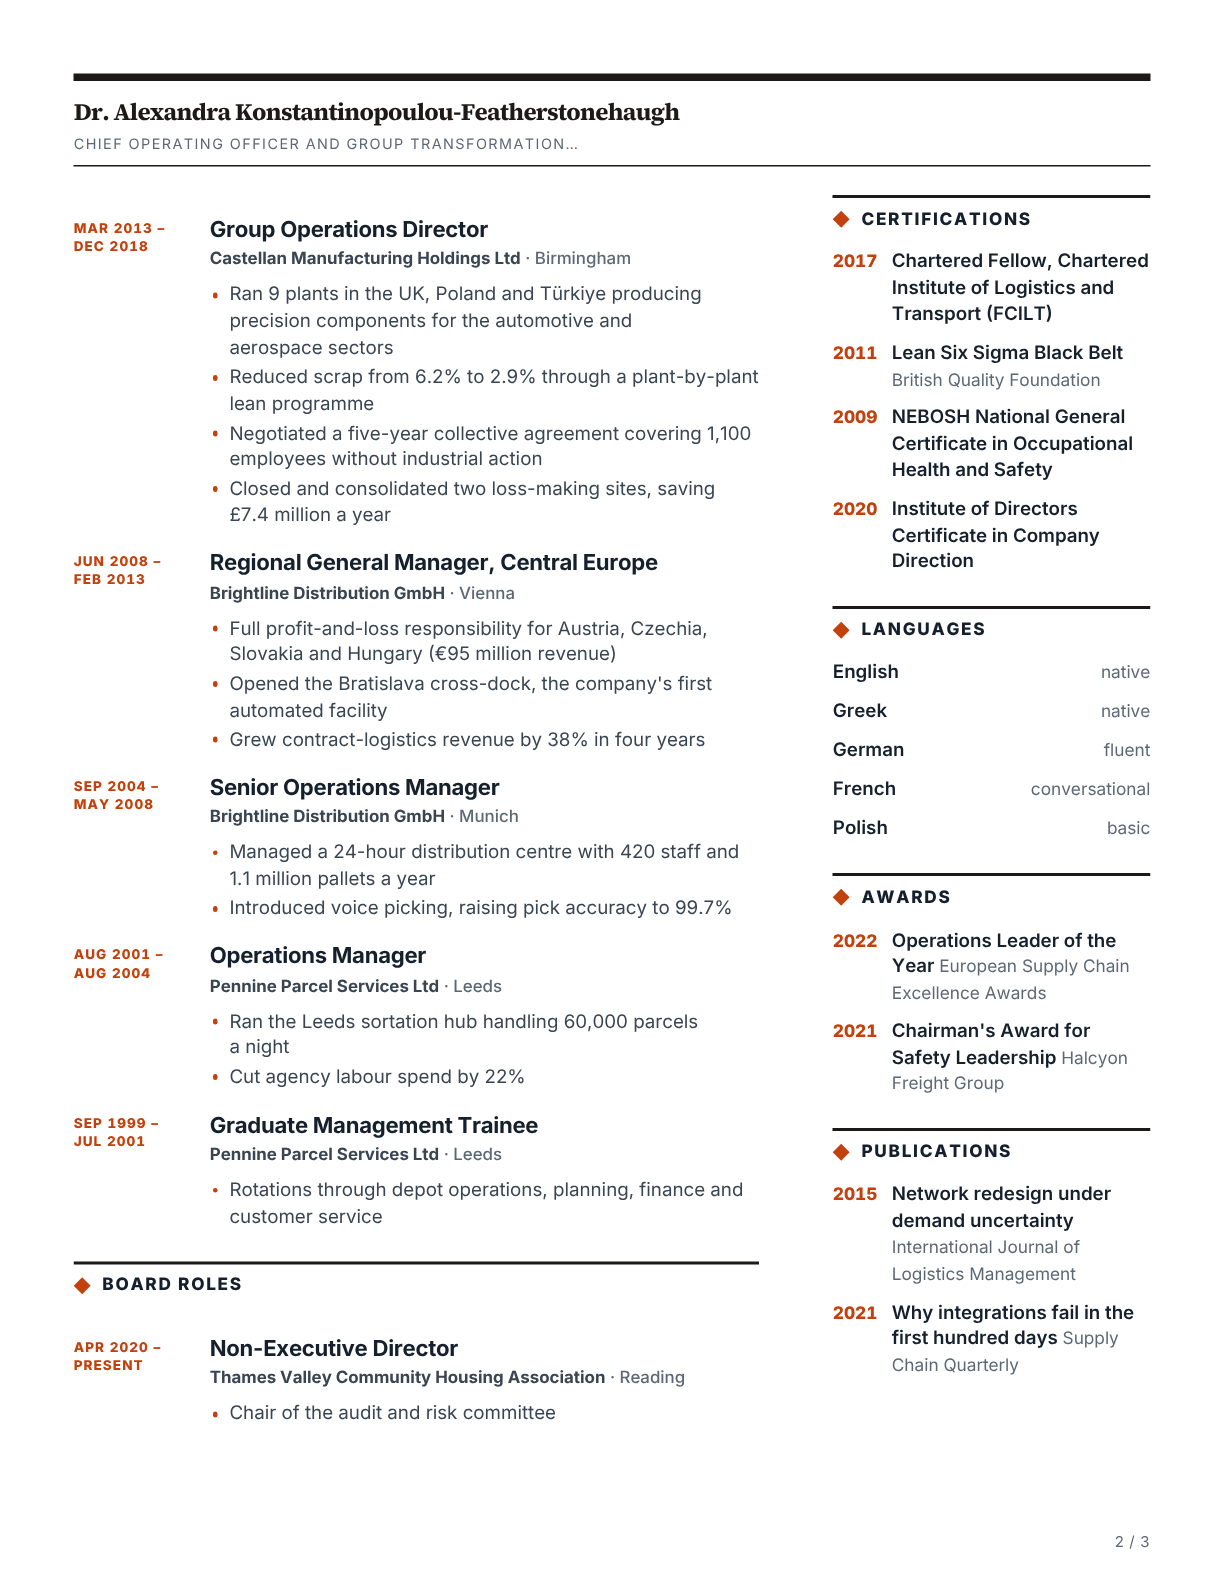 Dr. Alexandra Konstantinopoulou-Featherstonehaugh
CHIEF OPERATING OFFICER AND GROUP TRANSFORMATION…
MAR 2013 –
DEC 2018
Group Operations Director
Castellan Manufacturing Holdings Ltd · Birmingham
• Ran 9 plants in the UK, Poland and Türkiye producing
precision components for the automotive and
aerospace sectors
• Reduced scrap from 6.2% to 2.9% through a plant-by-plant
lean programme
• Negotiated a five-year collective agreement covering 1,100
employees without industrial action
• Closed and consolidated two loss-making sites, saving
£7.4 million a year
JUN 2008 –
FEB 2013
Regional General Manager, Central Europe
Brightline Distribution GmbH · Vienna
• Full profit-and-loss responsibility for Austria, Czechia,
Slovakia and Hungary (€95 million revenue)
• Opened the Bratislava cross-dock, the company's first
automated facility
• Grew contract-logistics revenue by 38% in four years
SEP 2004 –
MAY 2008
Senior Operations Manager
Brightline Distribution GmbH · Munich
• Managed a 24-hour distribution centre with 420 staff and
1.1 million pallets a year
• Introduced voice picking, raising pick accuracy to 99.7%
AUG 2001 –
AUG 2004
Operations Manager
Pennine Parcel Services Ltd · Leeds
• Ran the Leeds sortation hub handling 60,000 parcels
a night
• Cut agency labour spend by 22%
SEP 1999 –
JUL 2001
Graduate Management Trainee
Pennine Parcel Services Ltd · Leeds
• Rotations through depot operations, planning, finance and
customer service
BOARD ROLES
APR 2020 –
PRESENT
Non-Executive Director
Thames Valley Community Housing Association · Reading
• Chair of the audit and risk committee
CERTIFICATIONS
2017 Chartered Fellow, Chartered
Institute of Logistics and
Transport (FCILT)
2011 Lean Six Sigma Black Belt
British Quality Foundation
2009 NEBOSH National General
Certificate in Occupational
Health and Safety
2020 Institute of Directors
Certificate in Company
Direction
LANGUAGES
English native
Greek native
German fluent
French conversational
Polish basic
AWARDS
2022 Operations Leader of the
Year European Supply Chain
Excellence Awards
2021 Chairman's Award for
Safety Leadership Halcyon
Freight Group
PUBLICATIONS
2015 Network redesign under
demand uncertainty
International Journal of
Logistics Management
2021 Why integrations fail in the
first hundred days Supply
Chain Quarterly
2 / 3